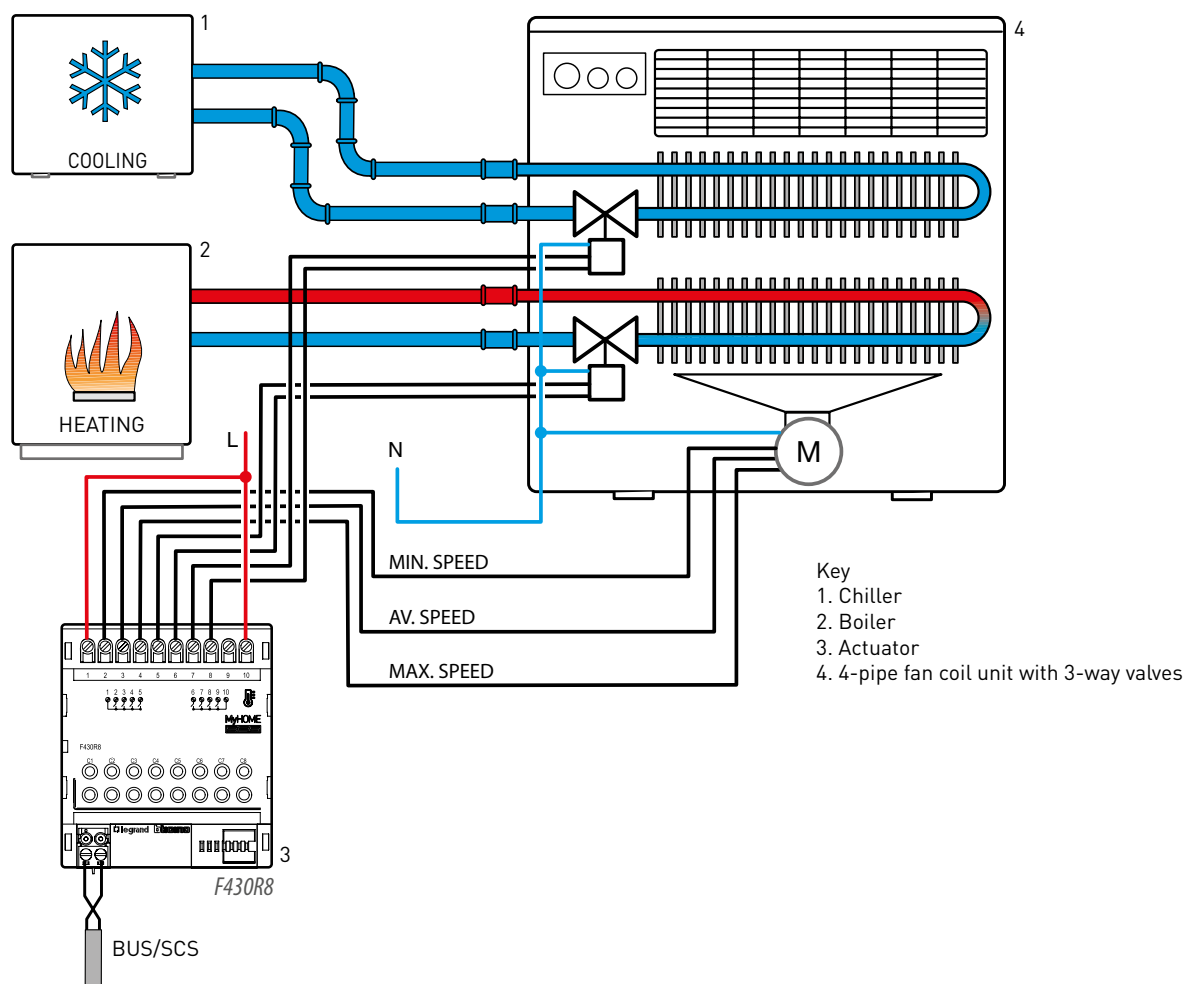 1
4
COOLING
2
HEATING
L
N
M
MIN. SPEED
AV. SPEED
MAX. SPEED
Key
1. Chiller
2. Boiler
3. Actuator
4. 4-pipe fan coil unit with 3-way valves
1 2 3 4 5 6 7 8 9 10
1 2 3 4 5 6 7 8 9 10
MyHOME
F430R8
C1 C2 C3 C4 C5 C6 C7 C8
legrand
3
F430R8
BUS/SCS